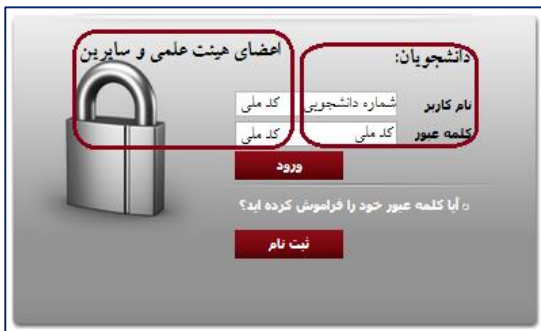 دانشجویان:
اعضای هیئت علمی و سایرین
نام کاربر شماره دانشجویی کد ملی
کلمه عبور کد ملی کد ملی
ورود
آیا کلمه عبور خود را فراموش کرده اید؟
ثبت نام